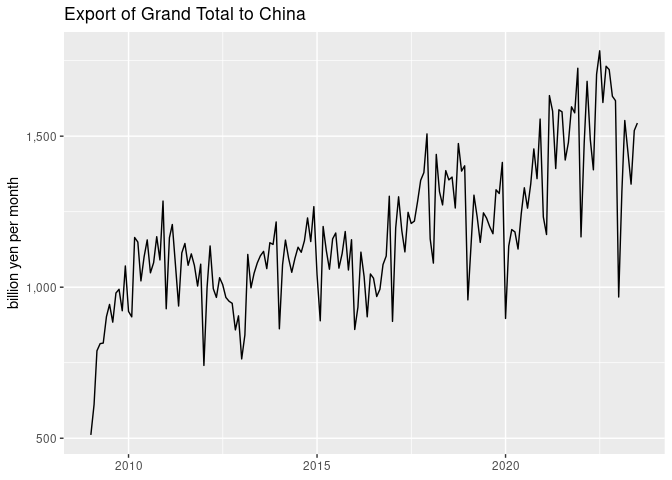 Export of Grand Total to China
billion yen per month
1,500
1,000
500
2010 2015 2020